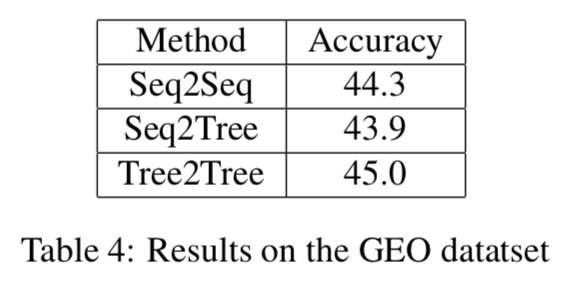 Method Accuracy
Seq2Seq 44.3
Seq2Tree 43.9
Tree2Tree 45.0
Table 4: Results on the GEO datatset